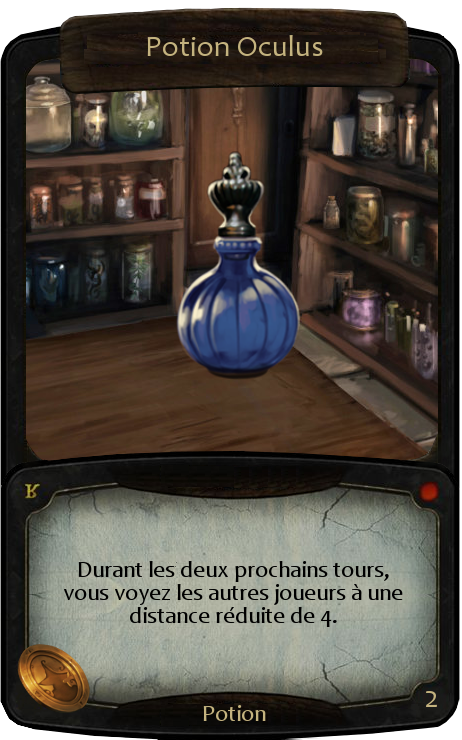 Potion Oculus
Durant les deux prochains tours,
vous voyez les autres joueurs à une
distance réduite de 4.
Potion
2